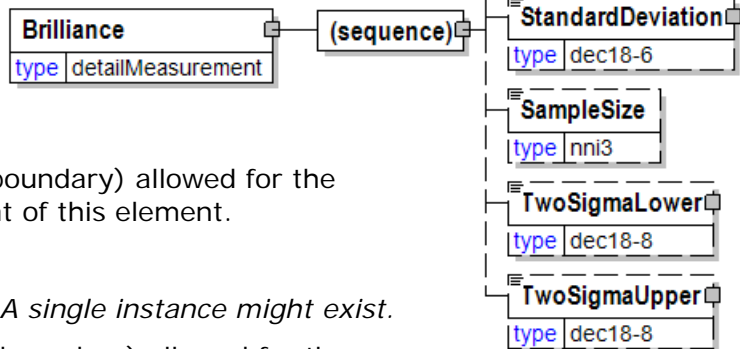 Brilliance
type detailMeasurement
(sequence)
StandardDeviation
type dec18-6
SampleSize
type nni3
TwoSigmaLower
type dec18-8
TwoSigmaUpper
type dec18-8
boundary) allowed for the
t of this element.
A single instance might exist.